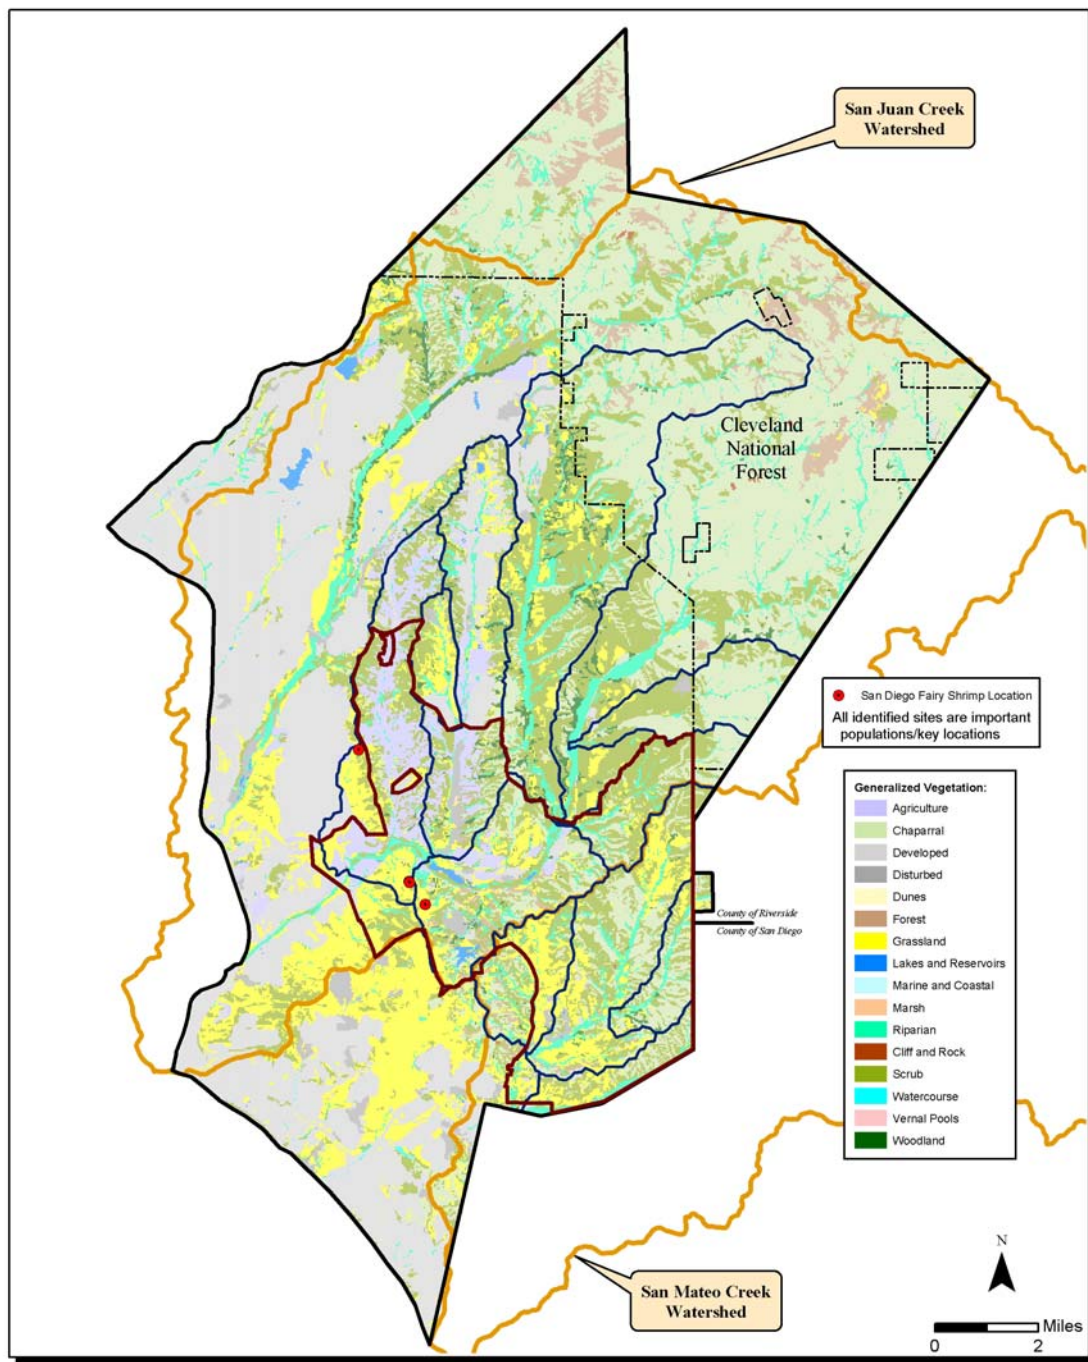 San Juan Creek
Watershed
Cleveland
National
Forest
San Diego Fairy Shrimp Location
All identified sites are important
populations/key locations
Generalized Vegetation:
Agriculture
Chaparral
Developed
Disturbed
Dunes
Forest
Grassland
Lakes and Reservoirs
Marine and Coastal
Marsh
Riparian
Cliff and Rock
Scrub
Watercourse
Vernal Pools
Woodland
County of Riverside
County of San Diego
San Mateo Creek
Watershed
N
Miles
0 2